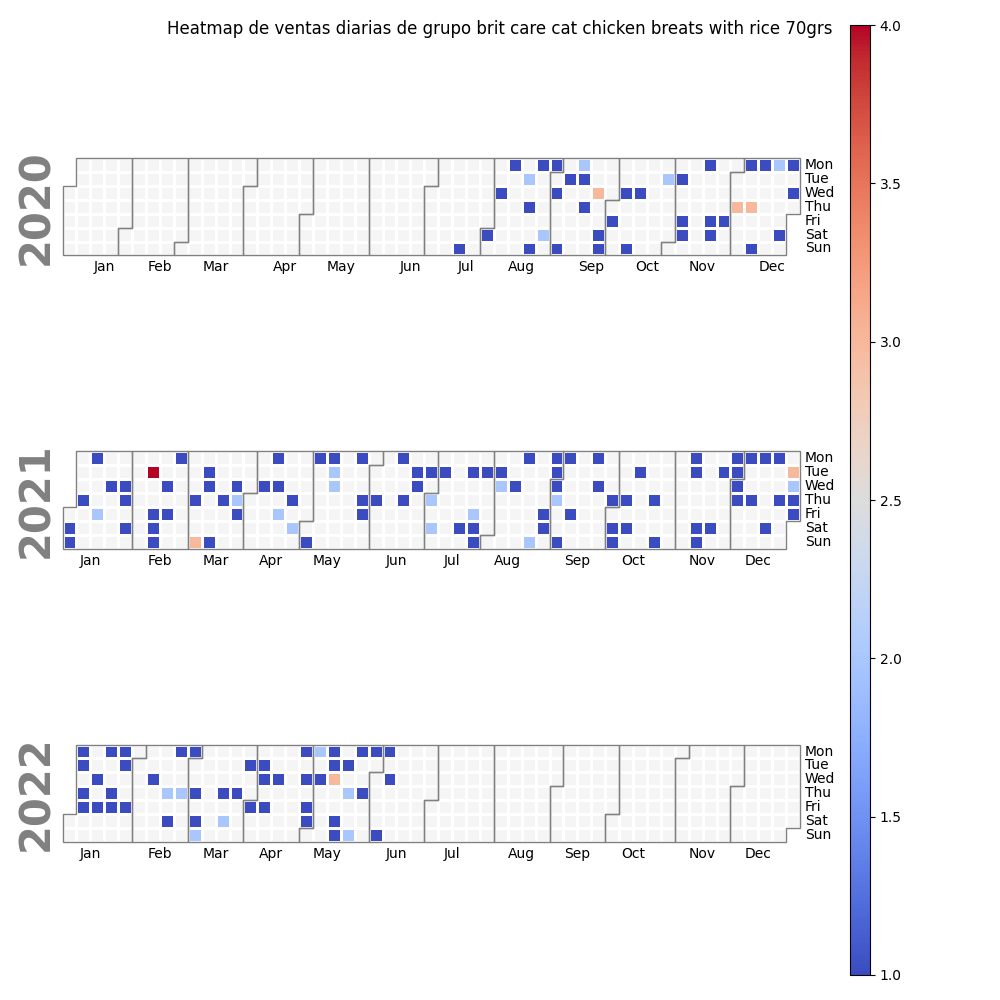 Heatmap de ventas diarias de grupo brit care cat chicken breats with rice 70grs
4.0
3.5
3.0
2.5
2.0
1.5
1.0
2020
Mon
Tue
Wed
Thu
Fri
Sat
Sun
Jan Feb Mar Apr May Jun Jul Aug Sep Oct Nov Dec
2021
Mon
Tue
Wed
Thu
Fri
Sat
Sun
Jan Feb Mar Apr May Jun Jul Aug Sep Oct Nov Dec
2022
Mon
Tue
Wed
Thu
Fri
Sat
Sun
Jan Feb Mar Apr May Jun Jul Aug Sep Oct Nov Dec